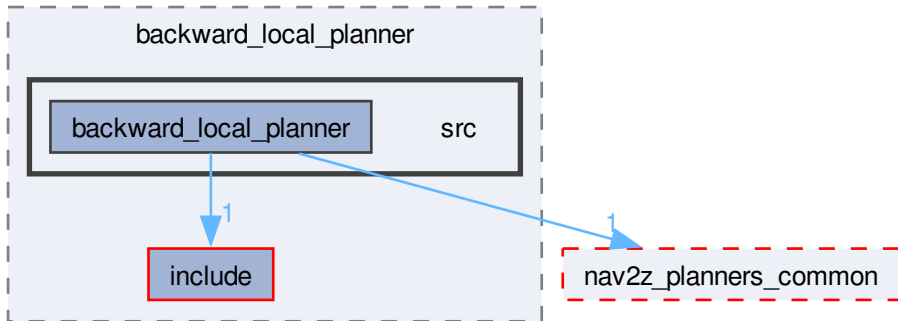 backward_local_planner
backward_local_planner
src
1
1
include
nav2z_planners_common